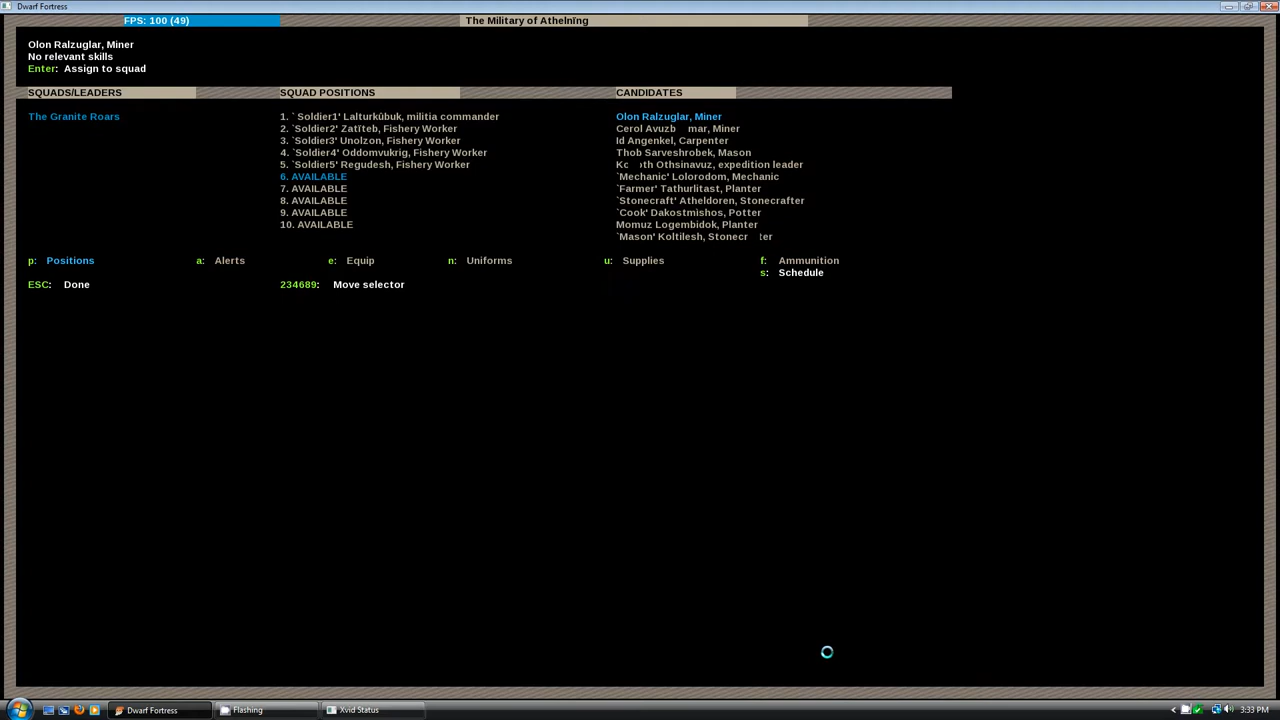 Dwarf Fortress
FPS: 100 (49)
The Military of Athelnïng
Olon Ralzuglar, Miner
No relevant skills
Enter: Assign to squad
SQUADS/LEADERS
SQUAD POSITIONS
CANDIDATES
The Granite Roars
1. ` Soldier1' Lalturkûbuk, militia commander
2. `Soldier2' Zatïteb, Fishery Worker
3. `Soldier3' Unolzon, Fishery Worker
4. `Soldier4' Oddomvukrig, Fishery Worker
5. `Soldier5' Regudesh, Fishery Worker
6. AVAILABLE
7. AVAILABLE
8. AVAILABLE
9. AVAILABLE
10. AVAILABLE
Olon Ralzuglar, Miner
Cerol Avuzb mar, Miner
Id Angenkel, Carpenter
Thob Sarveshrobek, Mason
Othsinavuz, expedition leader
`Mechanic' Lolorodom, Mechanic
`Farmer' Tathurlitast, Planter
`Stonecraft' Atheldoren, Stonecrafter
`Cook' Dakostmishos, Potter
Momuz Logembidok, Planter
`Mason' Koltilesh, Stonecr ter
p: Positions
a: Alerts
e: Equip
n: Uniforms
u: Supplies
f: Ammunition
s: Schedule
ESC: Done
234689: Move selector
Dwarf Fortress
Flashing
Xvid Status
3:33 PM